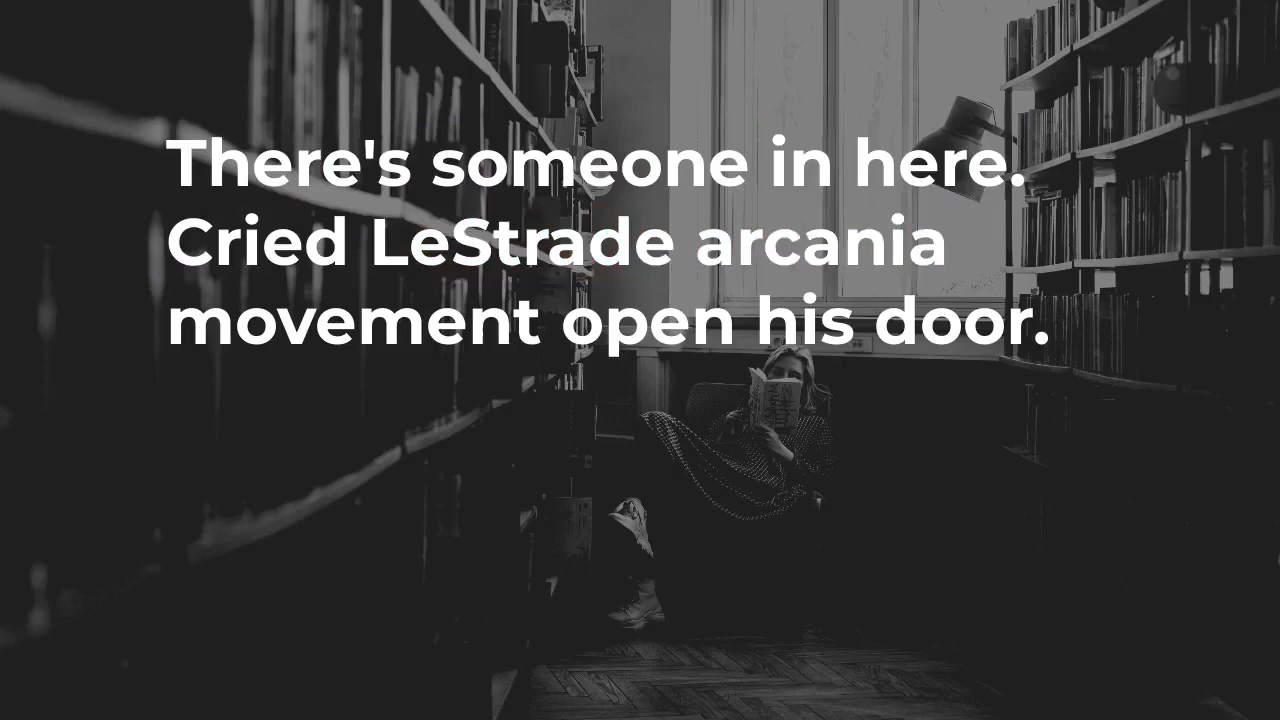 There's someone in here.
Cried LeStrade arcania
movement open his door.